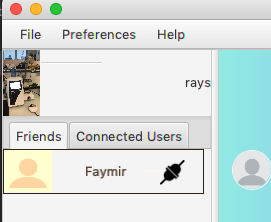 File Preferences Help
rays
Friends Connected Users
Faymir